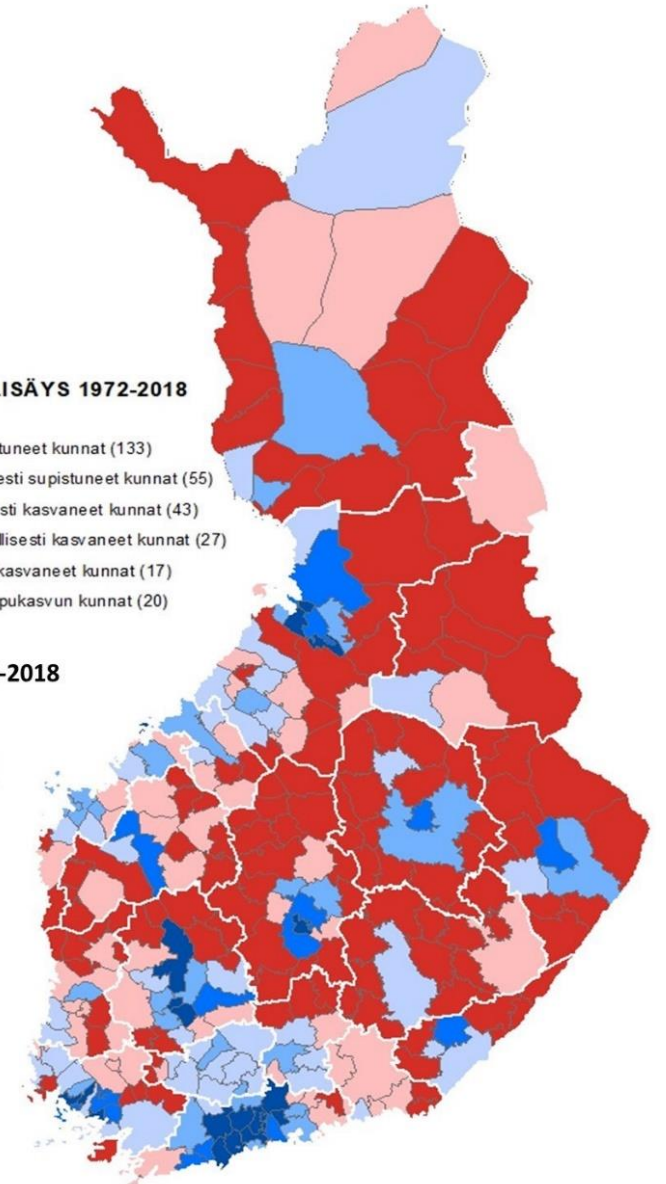 LISÄYS 1972-2018
tuneet kunnat (133)
esti supistuneet kunnat (55)
sti kasvaneet kunnat (43)
llisesti kasvaneet kunnat (27)
kasvaneet kunnat (17)
pukasvun kunnat (20)
-2018